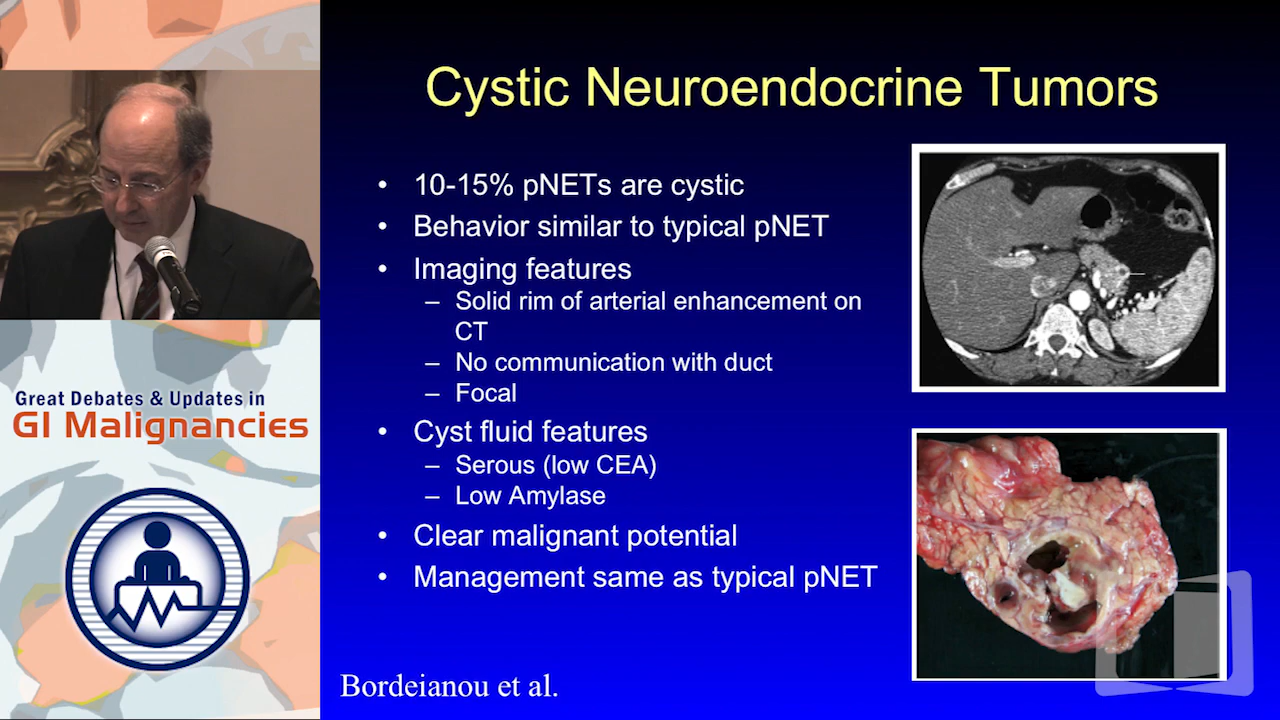 Cystic Neuroendocrine Tumors
• 10-15% pNETs are cystic
• Behavior similar to typical pNET
• Imaging features
– Solid rim of arterial enhancement on
CT
– No communication with duct
– Focal
• Cyst fluid features
– Serous (low CEA)
– Low Amylase
• Clear malignant potential
• Management same as typical pNET
Bordeianou et al.
Great Debates & Updates in
GI Malignancies